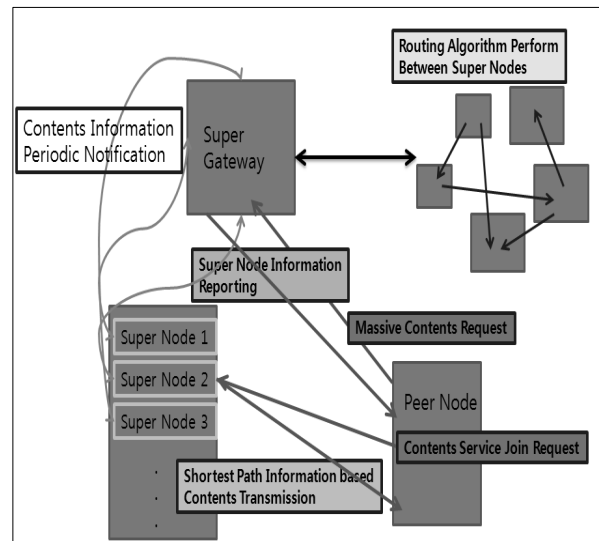 Routing Algorithm Perform
Between Super Nodes
Contents Information
Periodic Notification
Super
Gateway
Super Node Information
Reporting
Massive Contents Request
Super Node 1
Super Node 2
Super Node 3
.
.
.
Peer Node
Contents Service Join Request
Shortest Path Information based
Contents Transmission